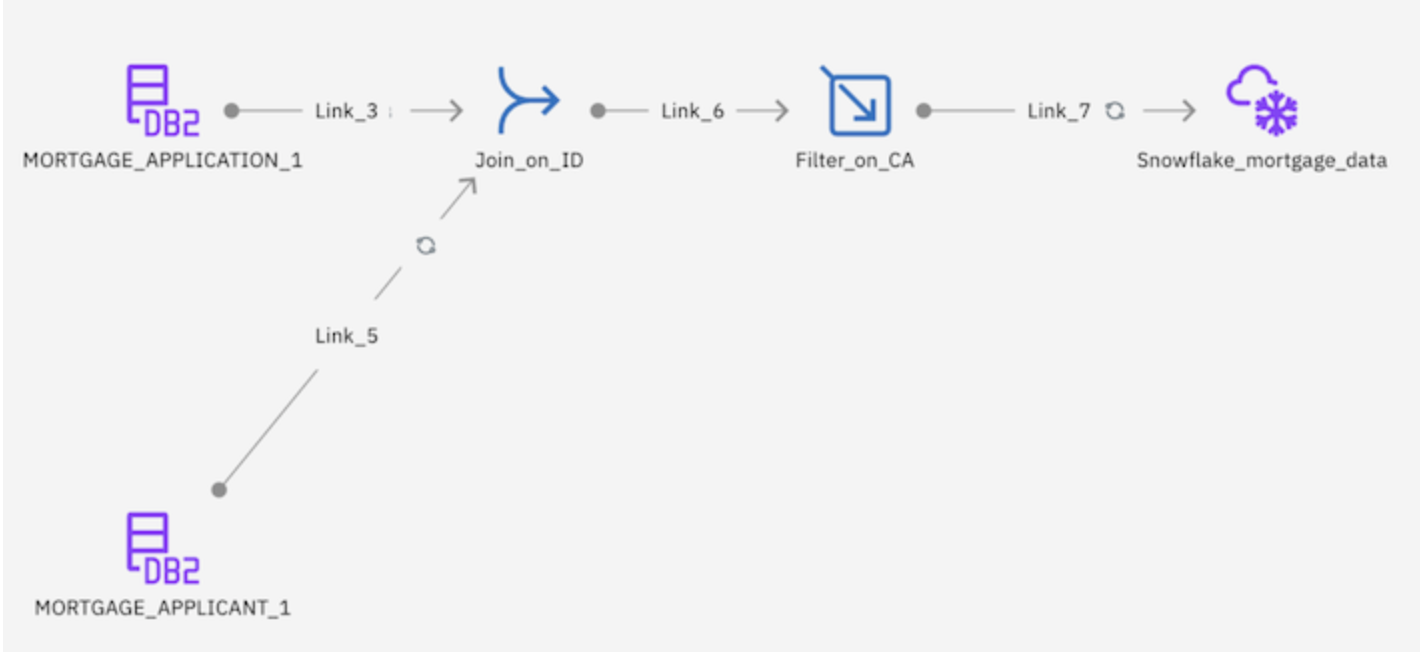 DB2
Link_3
Link_6
Link_7
MORTGAGE_APPLICATION_1
Join_on_ID
Filter_on_CA
Snowflake_mortgage_data
Link_5
DB2
MORTGAGE_APPLICANT_1